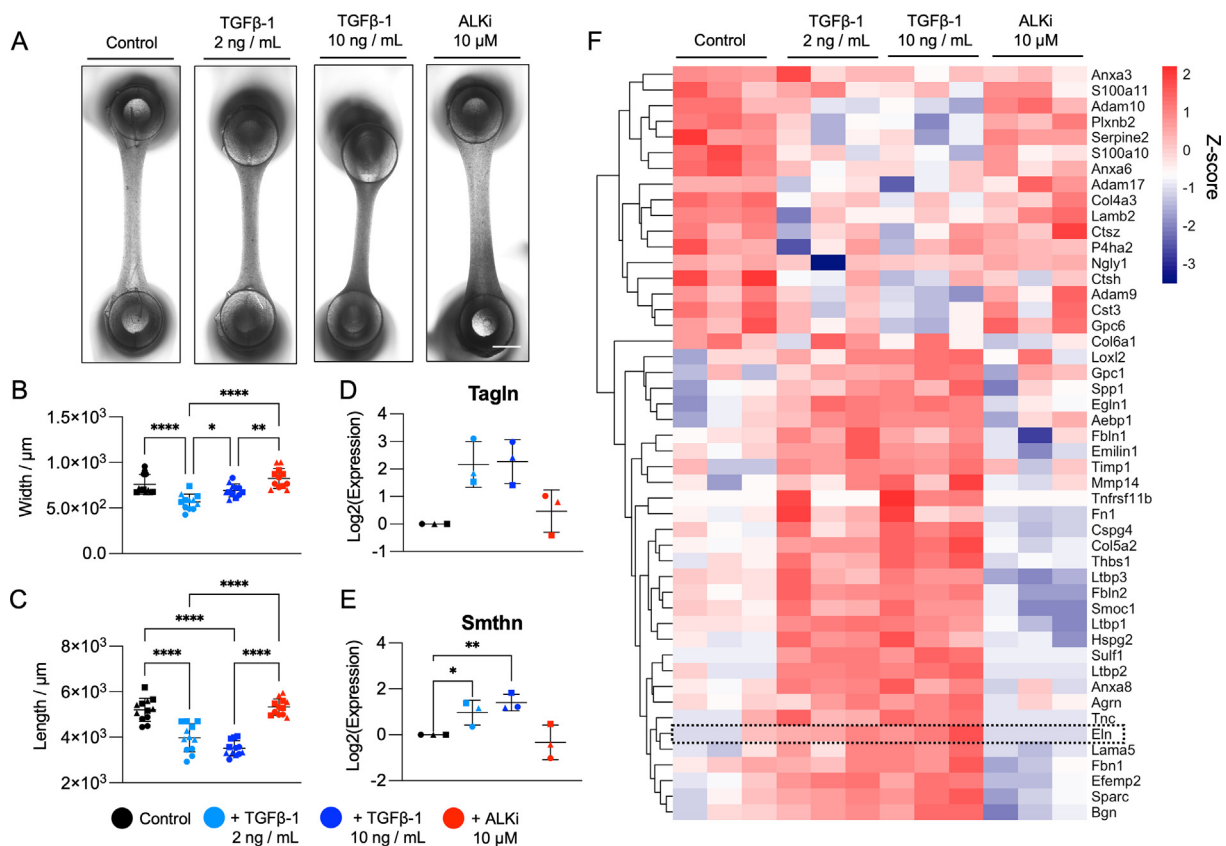 A
Control
TGFβ-1
2 ng / mL
TGFβ-1
10 ng / mL
ALKi
10 µM
B
1.5×10³
1.0×10³
5.0×10²
0.0
Width / µm
****
*
**
****
C
8×10³
6×10³
4×10³
2×10³
Length / µm
****
****
****
****
D
Tagln
4
3
2
1
0
-1
Log2(Expression)
E
Smthn
4
2
0
-2
Log2(Expression)
*
**
Control
+ TGFβ-1
2 ng / mL
+ TGFβ-1
10 ng / mL
+ ALKi
10 µM
F
Control
TGFβ-1
2 ng / mL
TGFβ-1
10 ng / mL
ALKi
10 µM
Anxa3
S100a11
Adam10
Plxnb2
Serpine2
S100a10
Anxa6
Adam17
Col4a3
Lamb2
Ctsz
P4ha2
Ngly1
Ctsh
Adam9
Cst3
Gpc6
Col6a1
Loxl2
Gpc1
Spp1
Egln1
Aebp1
Fbln1
Emilin1
Timp1
Mmp14
Tnfrsf11b
Fn1
Cspg4
Col5a2
Thbs1
Ltbp3
Fbln2
Smoc1
Ltbp1
Hspg2
Sulf1
Ltbp2
Anxa8
Agrn
Tnc
Eln
Lama5
Fbn1
Efemp2
Sparc
Bgn
2
1
0
-1
-2
-3
Z-score